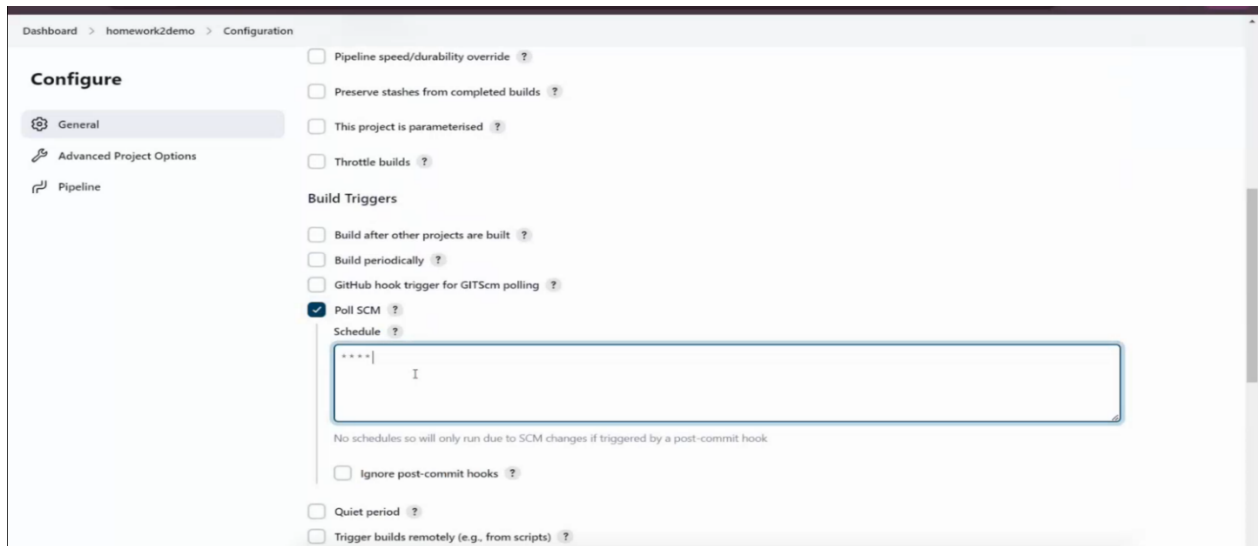 Dashboard > homework2demo > Configuration
Configure
General
Advanced Project Options
Pipeline
Pipeline speed/durability override ?
Preserve stashes from completed builds ?
This project is parameterised ?
Throttle builds ?
Build Triggers
Build after other projects are built ?
Build periodically ?
GitHub hook trigger for GITScm polling ?
Poll SCM ?
Schedule ?
* * * *
No schedules so will only run due to SCM changes if triggered by a post-commit hook
Ignore post-commit hooks ?
Quiet period ?
Trigger builds remotely (e.g., from scripts) ?